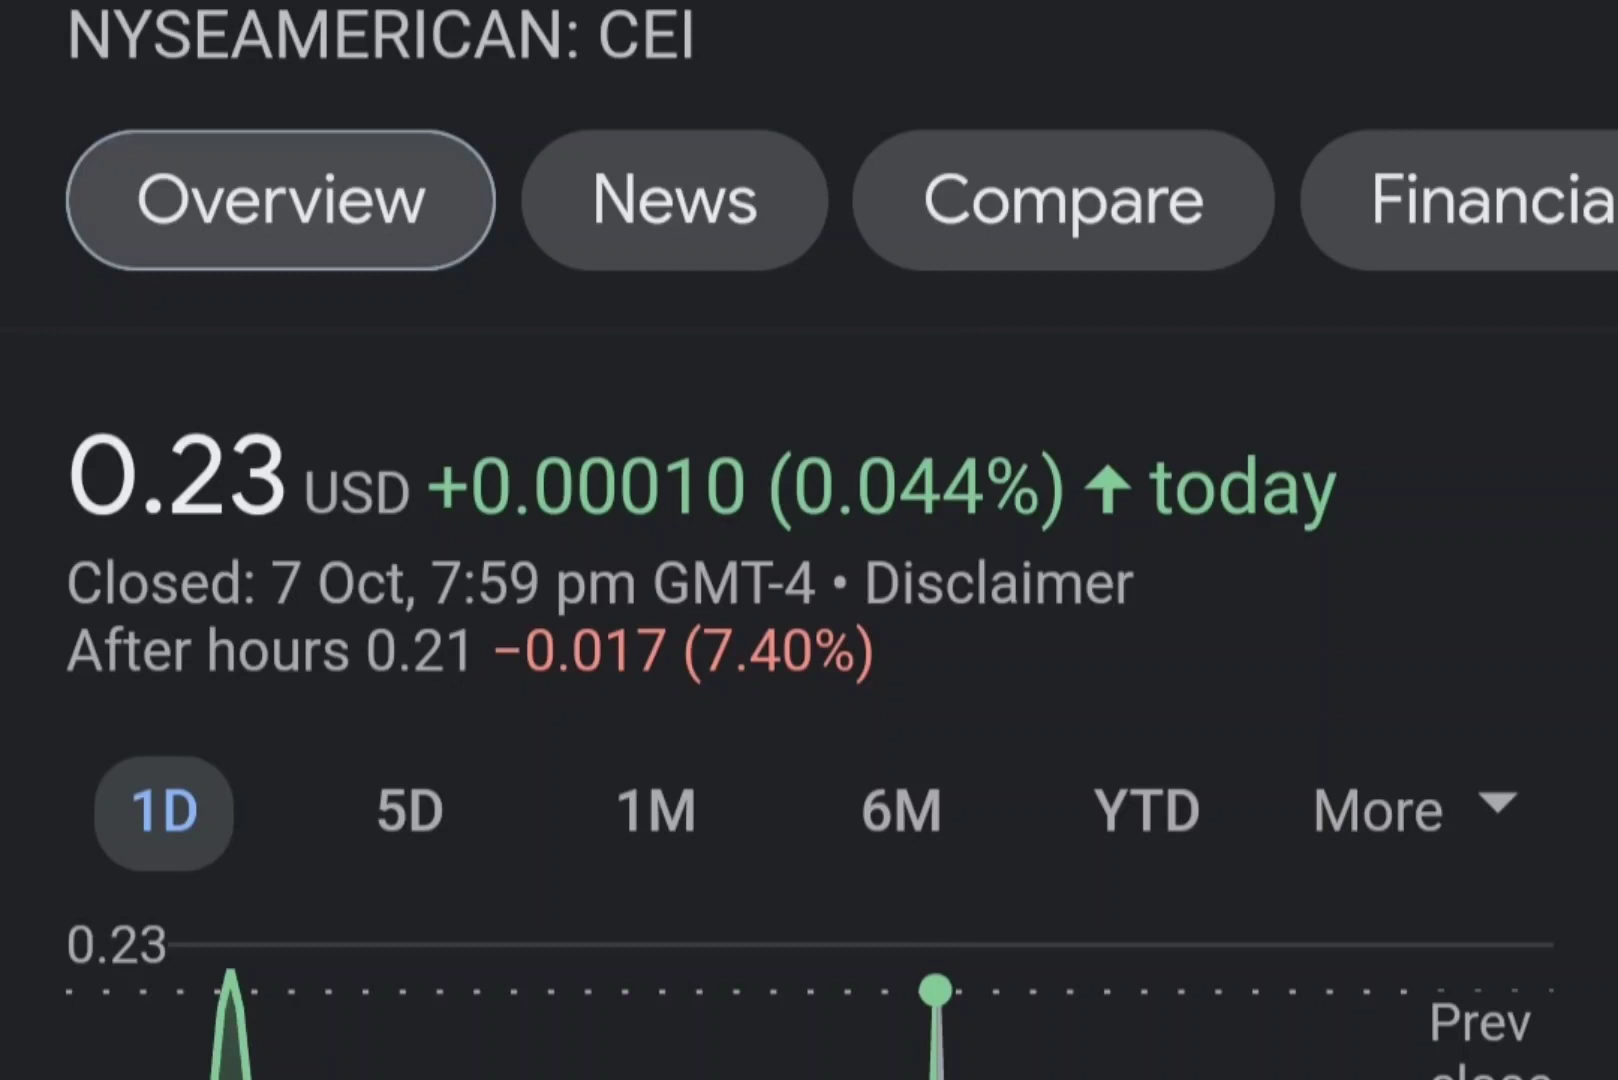 NYSEAMERICAN: CEI
Overview News Compare Financia
0.23 USD +0.00010 (0.044%) ↑ today
Closed: 7 Oct, 7:59 pm GMT-4 • Disclaimer
After hours 0.21 −0.017 (7.40%)
1D 5D 1M 6M YTD More
0.23
Prev
close